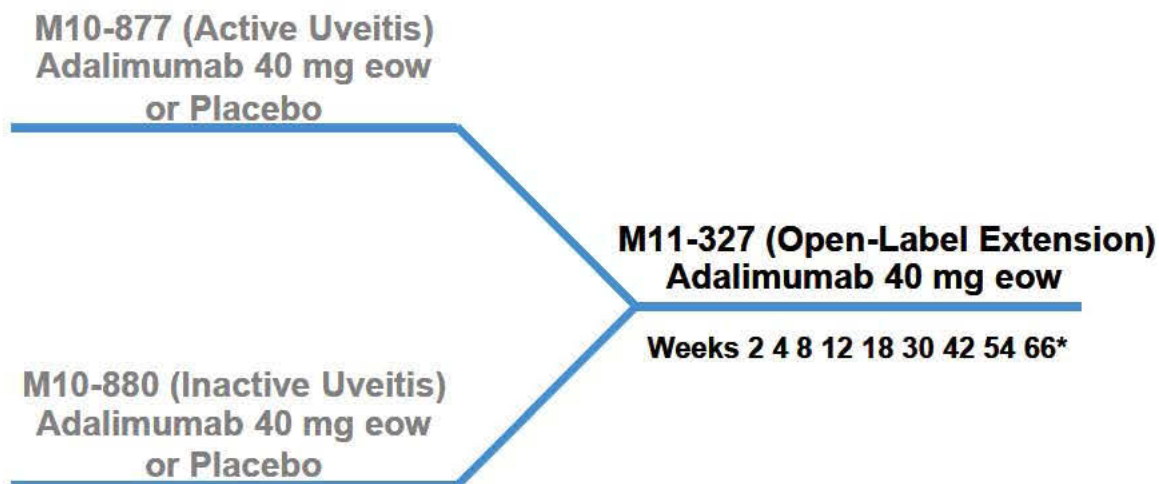 M10-877 (Active Uveitis)
Adalimumab 40 mg eow
or Placebo
M11-327 (Open-Label Extension)
Adalimumab 40 mg eow
Weeks 2 4 8 12 18 30 42 54 66*
M10-880 (Inactive Uveitis)
Adalimumab 40 mg eow
or Placebo